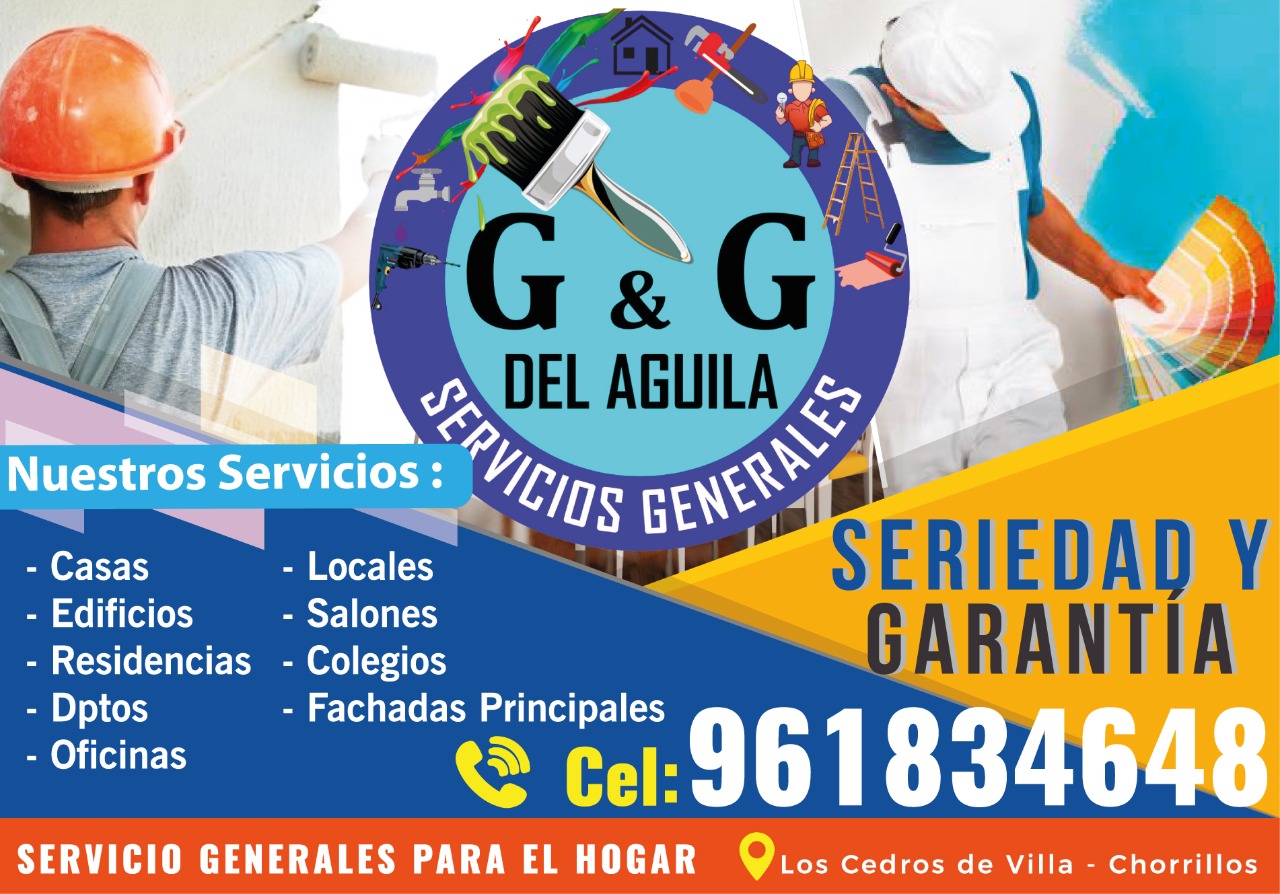 G & G
DEL AGUILA
SERVICIOS GENERALES
Nuestros Servicios :
- Casas
- Edificios
- Residencias
- Dptos
- Oficinas
- Locales
- Salones
- Colegios
- Fachadas Principales
SERIEDAD Y
GARANTÍA
Cel: 961834648
SERVICIO GENERALES PARA EL HOGAR
Los Cedros de Villa - Chorrillos